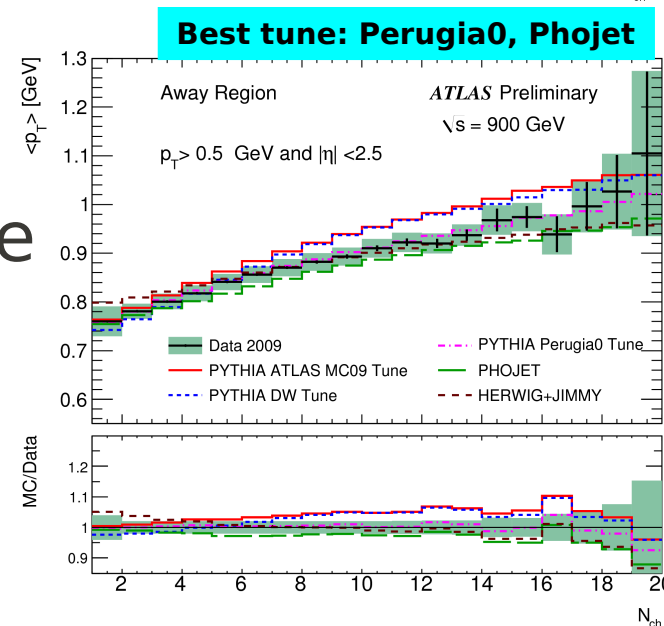 ch
Best tune: Perugia0, Phojet
e
<p_T> [GeV]
1.3
1.2
1.1
1
0.9
0.8
0.7
0.6
Away Region
ATLAS Preliminary
√s = 900 GeV
p_T> 0.5 GeV and |η| <2.5
Data 2009
PYTHIA ATLAS MC09 Tune
PYTHIA DW Tune
PYTHIA Perugia0 Tune
PHOJET
HERWIG+JIMMY
MC/Data
1.2
1.1
1
0.9
2 4 6 8 10 12 14 16 18 20
N_ch